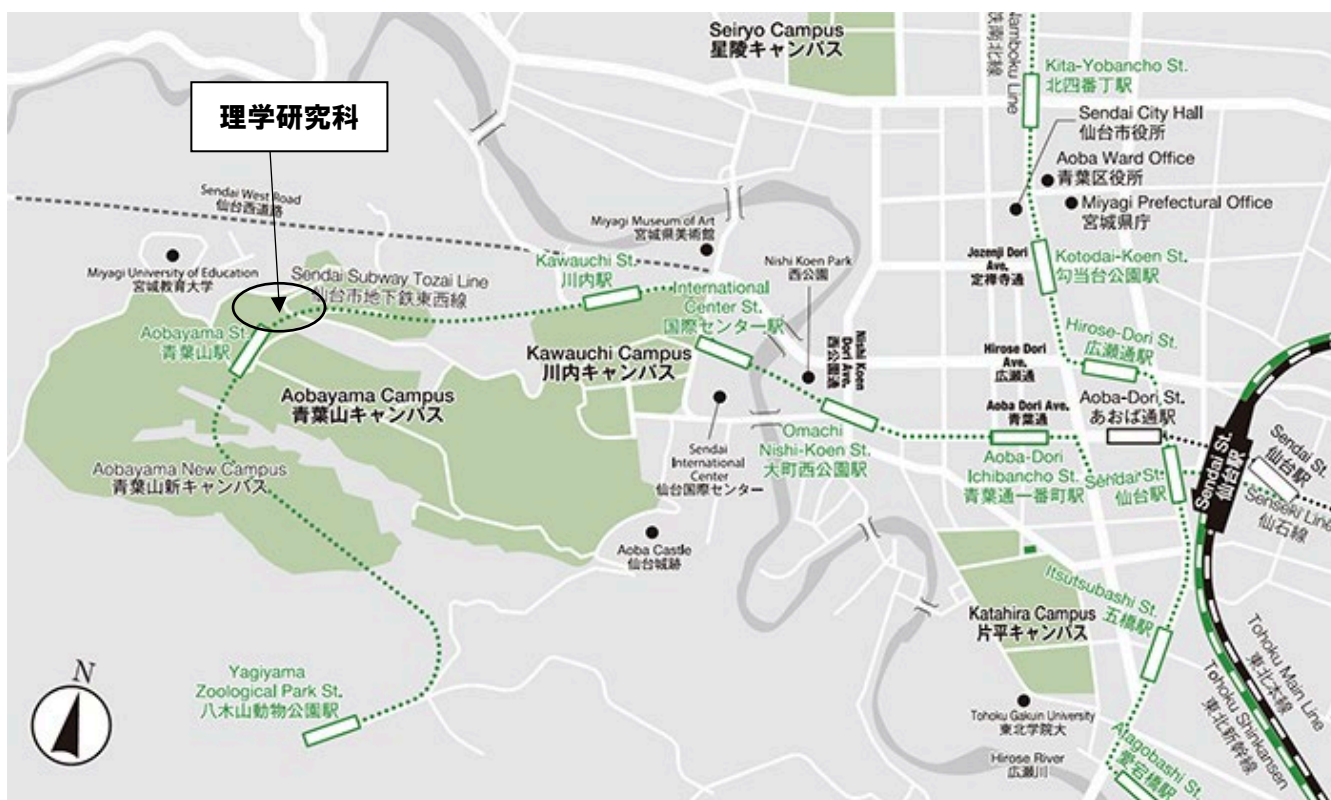 Seiryo Campus
星陵キャンパス
Namboku Line
鉄南北線
Kita-Yobancho St.
北四番丁駅
Sendai City Hall
仙台市役所
Aoba Ward Office
青葉区役所
Miyagi Prefectural Office
宮城県庁
理学研究科
Sendai West Road
仙台西道路
Miyagi Museum of Art
宮城県美術館
Miyagi University of Education
宮城教育大学
Sendai Subway Tozai Line
仙台市地下鉄東西線
Kawauchi St.
川内駅
Nishi Koen Park
西公園
Jozenji Dori
Ave.
定禅寺通
Kotodai-Koen St.
勾当台公園駅
International
Center St.
国際センター駅
Aobayama St.
青葉山駅
Kawauchi Campus
川内キャンパス
Nishi Koen
Dori Ave.
西公園通
Hirose Dori
Ave.
広瀬通
Hirose-Dori St.
広瀬通駅
Aobayama Campus
青葉山キャンパス
Aoba Dori Ave.
青葉通
Aoba-Dori St.
あおば通駅
Sendai St.
仙台駅
Sendai St.
仙台駅
Senseki Line
仙石線
Aobayama New Campus
青葉山新キャンパス
Sendai
International
Center
仙台国際センター
Omachi
Nishi-Koen St.
大町西公園駅
Aoba-Dori
Ichibancho St.
青葉通一番町駅
Sendai St.
仙台駅
Aoba Castle
仙台城跡
Itsutsubashi St.
五橋駅
Katahira Campus
片平キャンパス
Tohoku Main Line
東北本線
Tohoku Shinkansen
東北新幹線
N
Yagiyama
Zoological Park St.
八木山動物公園駅
Tohoku Gakuin University
東北学院大
Hirose River
広瀬川
Atagobashi St.
愛宕橋駅